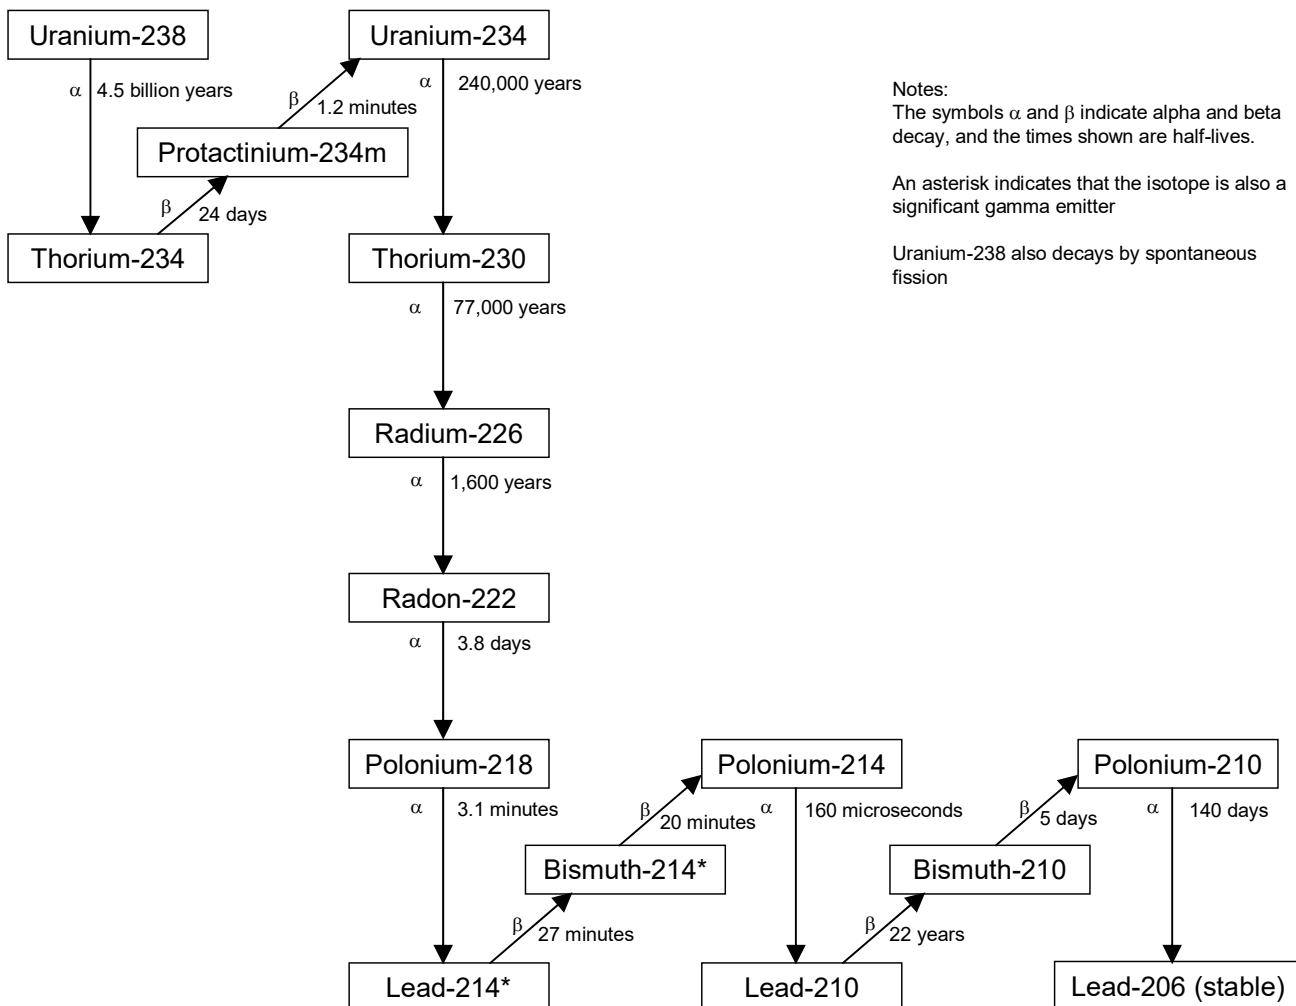 Uranium-238
Uranium-234
α 4.5 billion years
α 240,000 years
β 1.2 minutes
Protactinium-234m
β 24 days
Thorium-234
Thorium-230
Notes:
The symbols α and β indicate alpha and beta
decay, and the times shown are half-lives.
An asterisk indicates that the isotope is also a
significant gamma emitter
Uranium-238 also decays by spontaneous
fission
α 77,000 years
Radium-226
α 1,600 years
Radon-222
α 3.8 days
Polonium-218
Polonium-214
Polonium-210
α 3.1 minutes
β 20 minutes
α 160 microseconds
β 5 days
α 140 days
Bismuth-214*
Bismuth-210
β 27 minutes
β 22 years
Lead-214*
Lead-210
Lead-206 (stable)